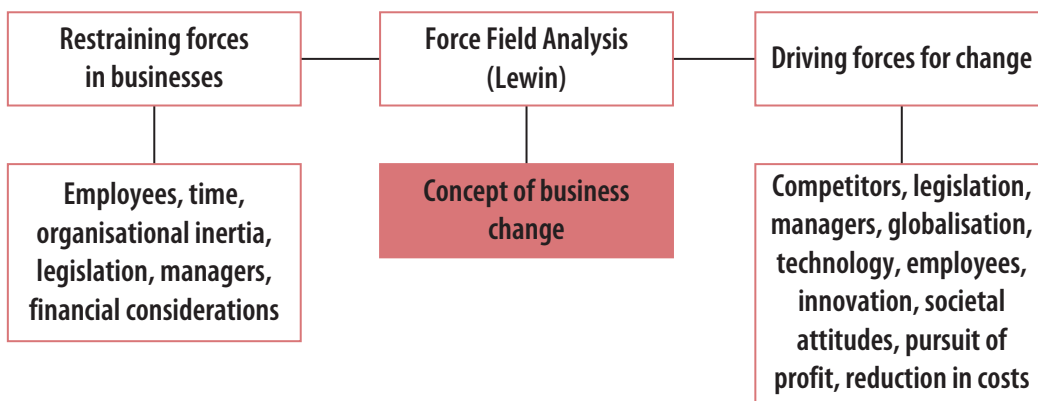 Restraining forces
in businesses
Force Field Analysis
(Lewin)
Driving forces for change
Employees, time,
organisational inertia,
legislation, managers,
financial considerations
Concept of business
change
Competitors, legislation,
managers, globalisation,
technology, employees,
innovation, societal
attitudes, pursuit of
profit, reduction in costs